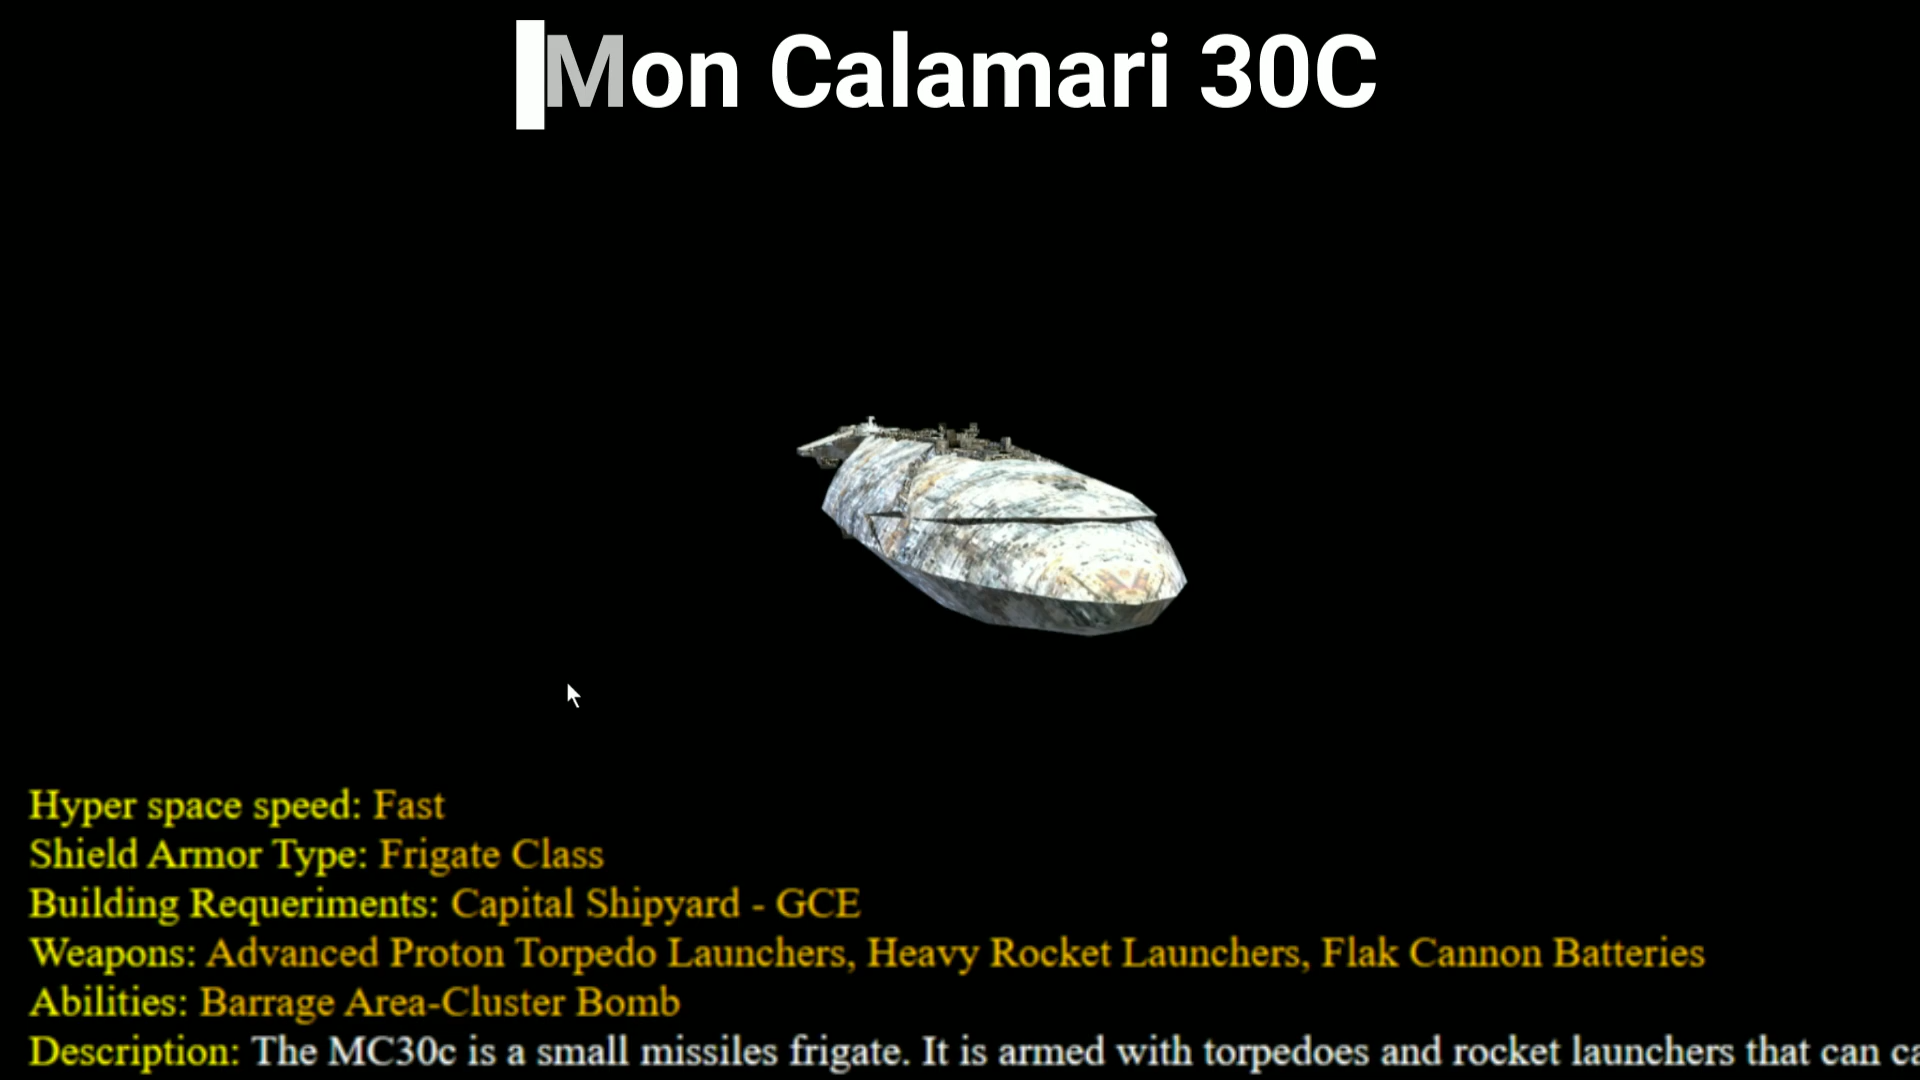 Mon Calamari 30C
Hyper space speed: Fast
Shield Armor Type: Frigate Class
Building Requeriments: Capital Shipyard - GCE
Weapons: Advanced Proton Torpedo Launchers, Heavy Rocket Launchers, Flak Cannon Batteries
Abilities: Barrage Area-Cluster Bomb
Description: The MC30c is a small missiles frigate. It is armed with torpedoes and rocket launchers that can